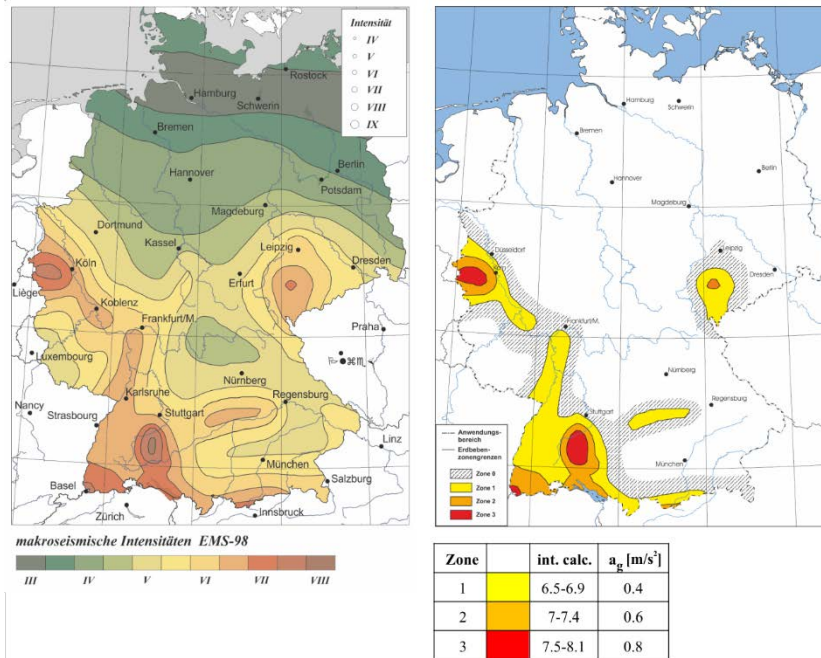 Intensität
IV
V
VI
VII
VIII
IX
Rostock
Hamburg
Schwerin
Bremen
Berlin
Hannover
Potsdam
Magdeburg
Dortmund
Kassel
Leipzig
Dresden
Köln
Erfurt
Liège
Koblenz
Frankfurt/M.
Praha
Luxembourg
Nürnberg
Karlsruhe
Regensburg
Nancy
Stuttgart
Strasbourg
Linz
München
Salzburg
Basel
Zürich
Innsbruck
makroseismische Intensitäten EMS-98
III IV V VI VII VIII
Hamburg
Schwerin
Bremen
Berlin
Hannover
Magdeburg
Düsseldorf
Leipzig
Dresden
Frankfurt/M.
Nürnberg
Regensburg
Stuttgart
München
Anwendungs-
bereich
Erdbeben-
zonengrenzen
Zone 0
Zone 1
Zone 2
Zone 3
Zone int. calc. ag [m/s²]
1 6.5-6.9 0.4
2 7-7.4 0.6
3 7.5-8.1 0.8